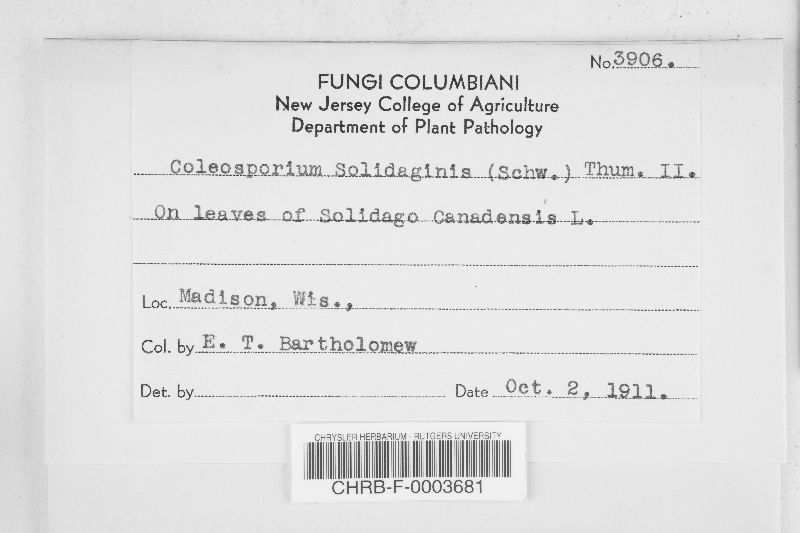 No. 3906.
FUNGI COLUMBIANI
New Jersey College of Agriculture
Department of Plant Pathology
Coleosporium Solidaginis (Schw.) Thum. II.
On leaves of Solidago Canadensis L.
Loc. Madison, Wis.,
Col. by E. T. Bartholomew
Det. by
Date Oct. 2, 1911.
CHRYSLER HERBARIUM - RUTGERS UNIVERSITY
CHRB-F-0003681